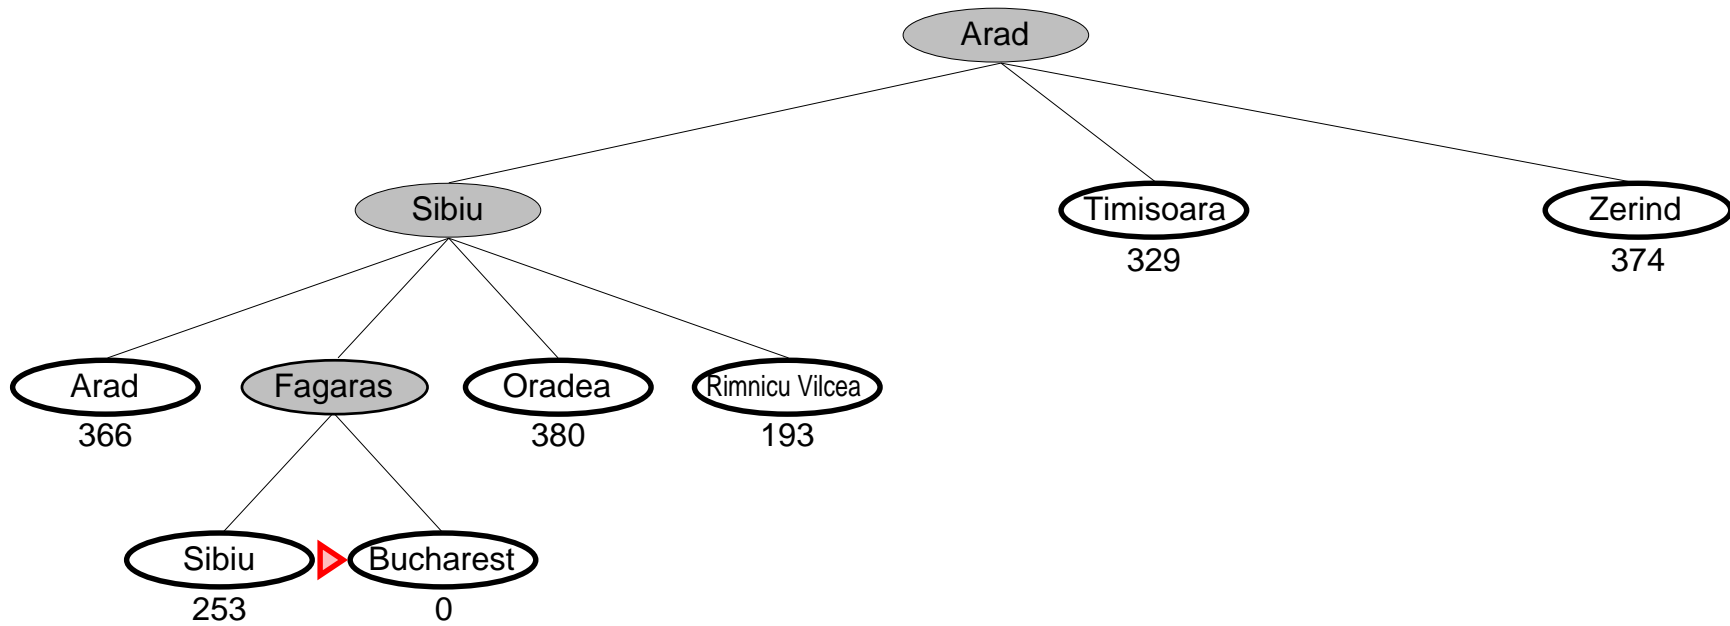 Arad
Sibiu
Timisoara
Zerind
329
374
Arad
Fagaras
Oradea
Rimnicu Vilcea
366
380
193
Sibiu
Bucharest
253
0